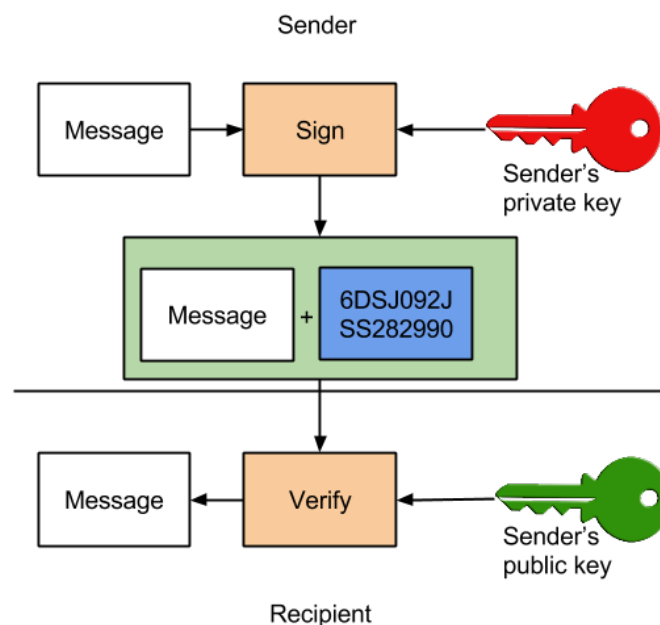 Sender
Message
Sign
Sender's
private key
Message
+
6DSJ092J
SS282990
Message
Verify
Sender's
public key
Recipient